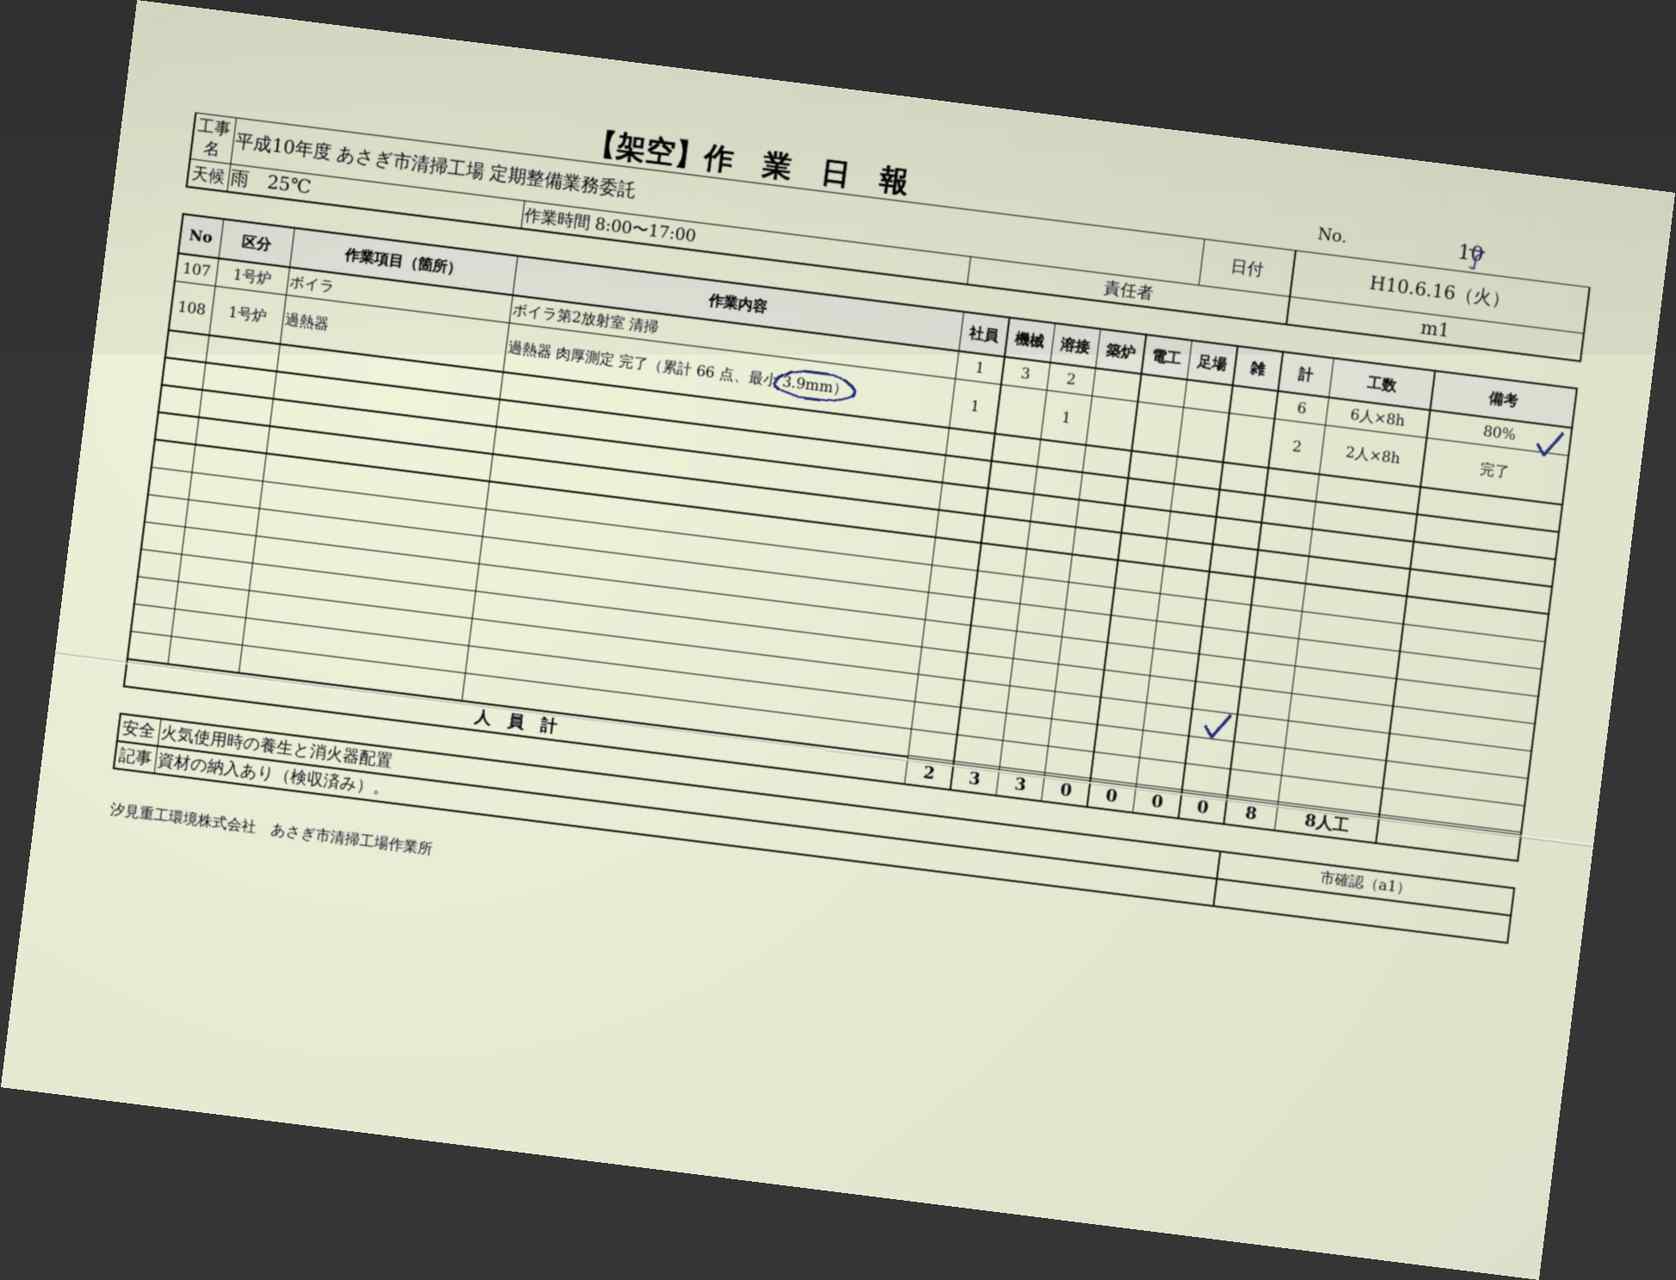 【架空】作 業 日 報
No. 10
工事名 平成10年度 あさぎ市清掃工場 定期整備業務委託 日付 H10.6.16（火）
天候 雨 25℃ 作業時間 8:00〜17:00 責任者 m1
No 区分 作業項目（箇所） 作業内容 社員 機械 溶接 築炉 電工 足場 雑 計 工数 備考
107 1号炉 ボイラ ボイラ第2放射室 清掃 1 3 2 6 6人×8h 80%
108 1号炉 過熱器 過熱器 肉厚測定 完了（累計 66 点、最小 3.9mm） 1 1 2 2人×8h 完了
人 員 計 2 3 3 0 0 0 0 8 8人工
安全 火気使用時の養生と消火器配置 市確認（a1）
記事 資材の納入あり（検収済み）。
汐見重工環境株式会社 あさぎ市清掃工場作業所